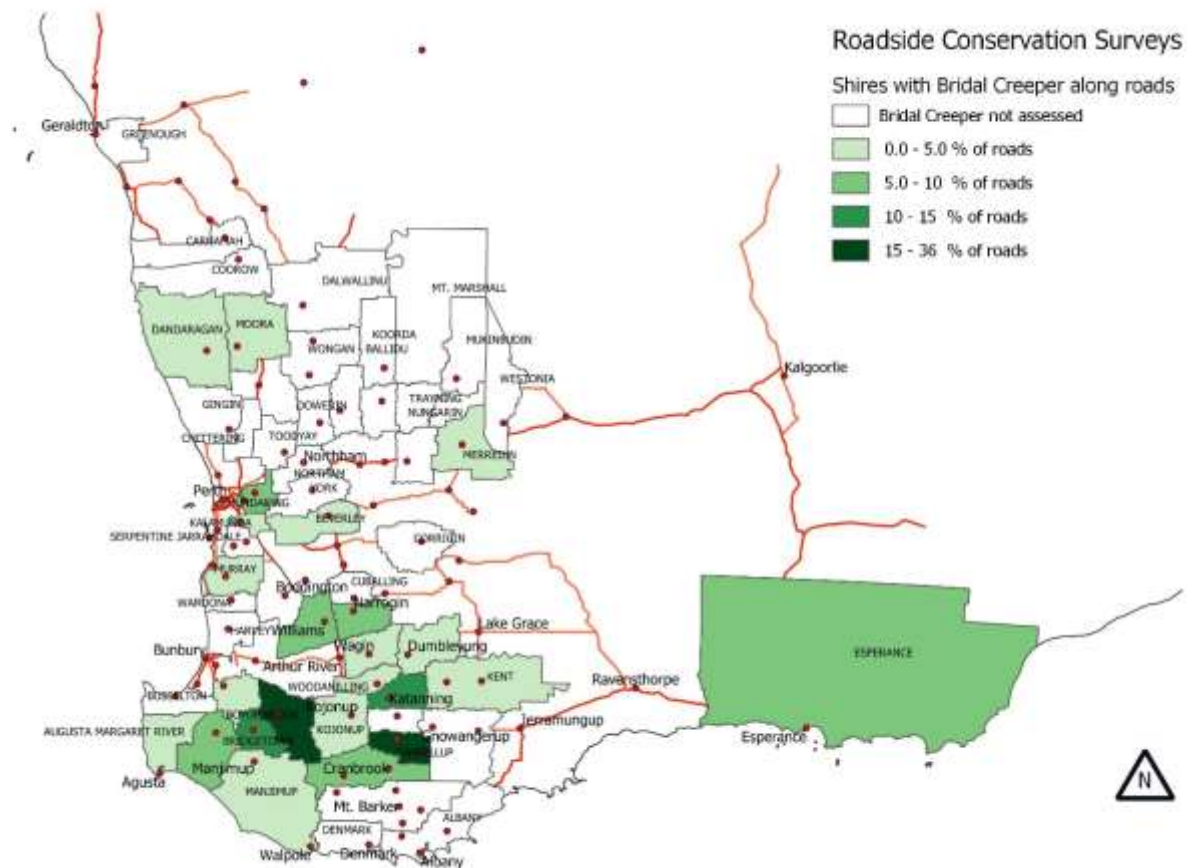 Roadside Conservation Surveys
Shires with Bridal Creeper along roads
Bridal Creeper not assessed
0.0 - 5.0 % of roads
5.0 - 10 % of roads
10 - 15 % of roads
15 - 36 % of roads
Geraldton
GREENOUGH
CARNAMAH
COOROW
DALWALLINU
MT. MARSHALL
DANDARAGAN
MOORA
KOORDA
WONGAN - BALLIDU
MUKINBUDIN
Kalgoorlie
WESTONIA
GINGIN
DOWERIN
TRAYNING
NUNGARIN
CHITTERING
TOODYAY
Northham
MERREDIN
NORTHAM
YORK
Perth
MUNDARING
KALAMUNDA
BEVERLEY
SERPENTINE JARRAHDALE
CORRIGIN
MURRAY
Boddington
CUBALLING
WAROONA
Narrogin
HARVEY
Williams
Lake Grace
ESPERANCE
Bunbury
Wagin
Dumbleyung
Arthur River
WOODANILLING
KENT
Ravensthorpe
BUSSELTON
Katanning
Kojonup
AUGUSTA MARGARET RIVER
KOJONUP
Jerramungup
BRIDGETOWN
Esperance
Manjimup
Cranbrook
Agusta
MANJIMUP
Mt. Barker
ALBANY
DENMARK
Walpole
Denmark
Albany
N